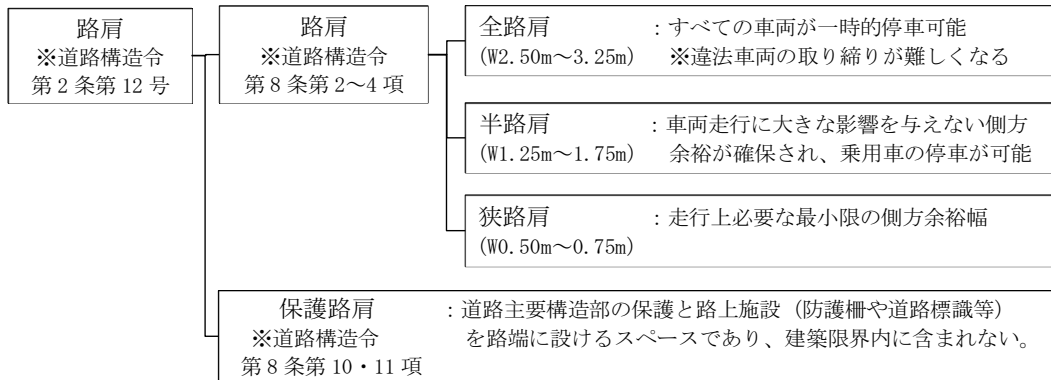 路肩
※道路構造令
第2条第12号
路肩
※道路構造令
第8条第2～4項
全路肩　　　　：すべての車両が一時的停車可能
(W2.50m～3.25m)　※違法車両の取り締りが難しくなる
半路肩　　　　：車両走行に大きな影響を与えない側方
(W1.25m～1.75m)　余裕が確保され、乗用車の停車が可能
狭路肩　　　　：走行上必要な最小限の側方余裕幅
(W0.50m～0.75m)
保護路肩　　　：道路主要構造部の保護と路上施設（防護柵や道路標識等）
※道路構造令　　を路端に設けるスペースであり、建築限界内に含まれない。
第8条第10・11項